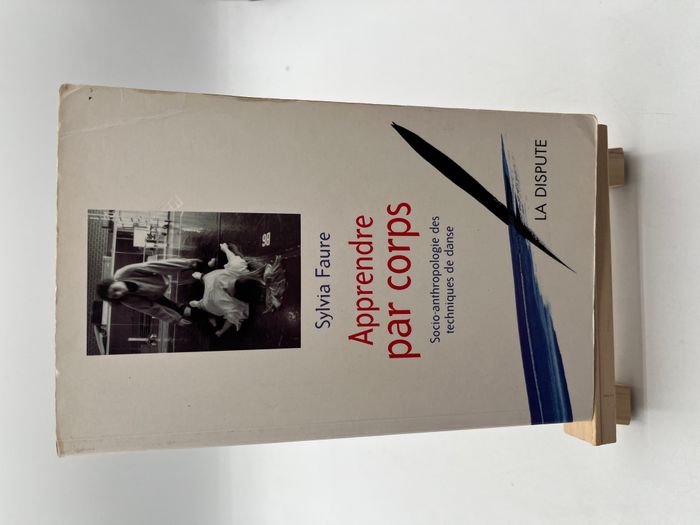 Sylvia Faure
Apprendre
par corps
Socio-anthropologie des
techniques de danse
LA DISPUTE